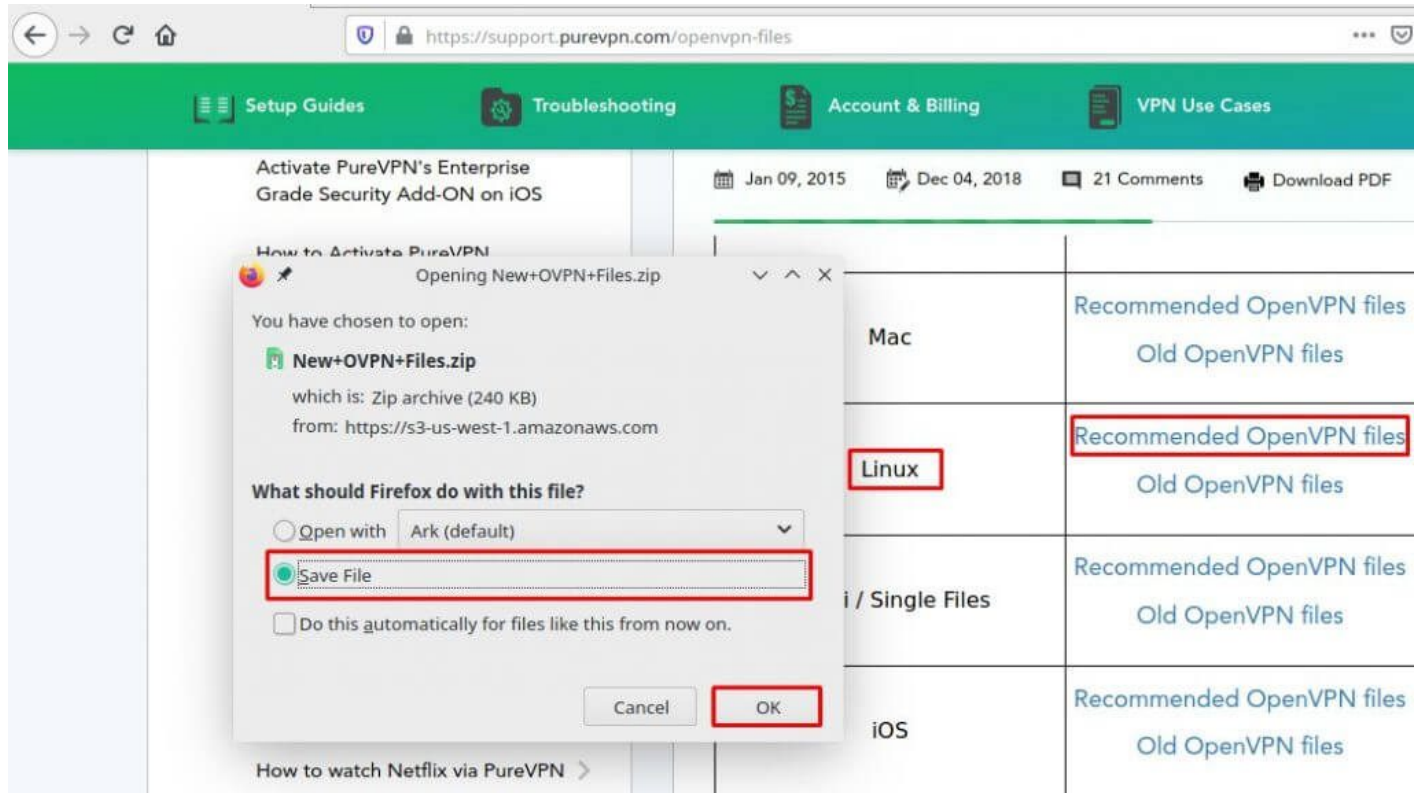 https://support.purevpn.com/openvpn-files
Setup Guides
Troubleshooting
Account & Billing
VPN Use Cases
Activate PureVPN's Enterprise
Grade Security Add-ON on iOS
How to Activate PureVPN
Jan 09, 2015
Dec 04, 2018
21 Comments
Download PDF
Opening New+OVPN+Files.zip
You have chosen to open:
New+OVPN+Files.zip
which is: Zip archive (240 KB)
from: https://s3-us-west-1.amazonaws.com
What should Firefox do with this file?
Open with
Ark (default)
Save File
Do this automatically for files like this from now on.
Cancel
OK
How to watch Netflix via PureVPN
Mac
Recommended OpenVPN files
Old OpenVPN files
Linux
Recommended OpenVPN files
Old OpenVPN files
i / Single Files
Recommended OpenVPN files
Old OpenVPN files
iOS
Recommended OpenVPN files
Old OpenVPN files